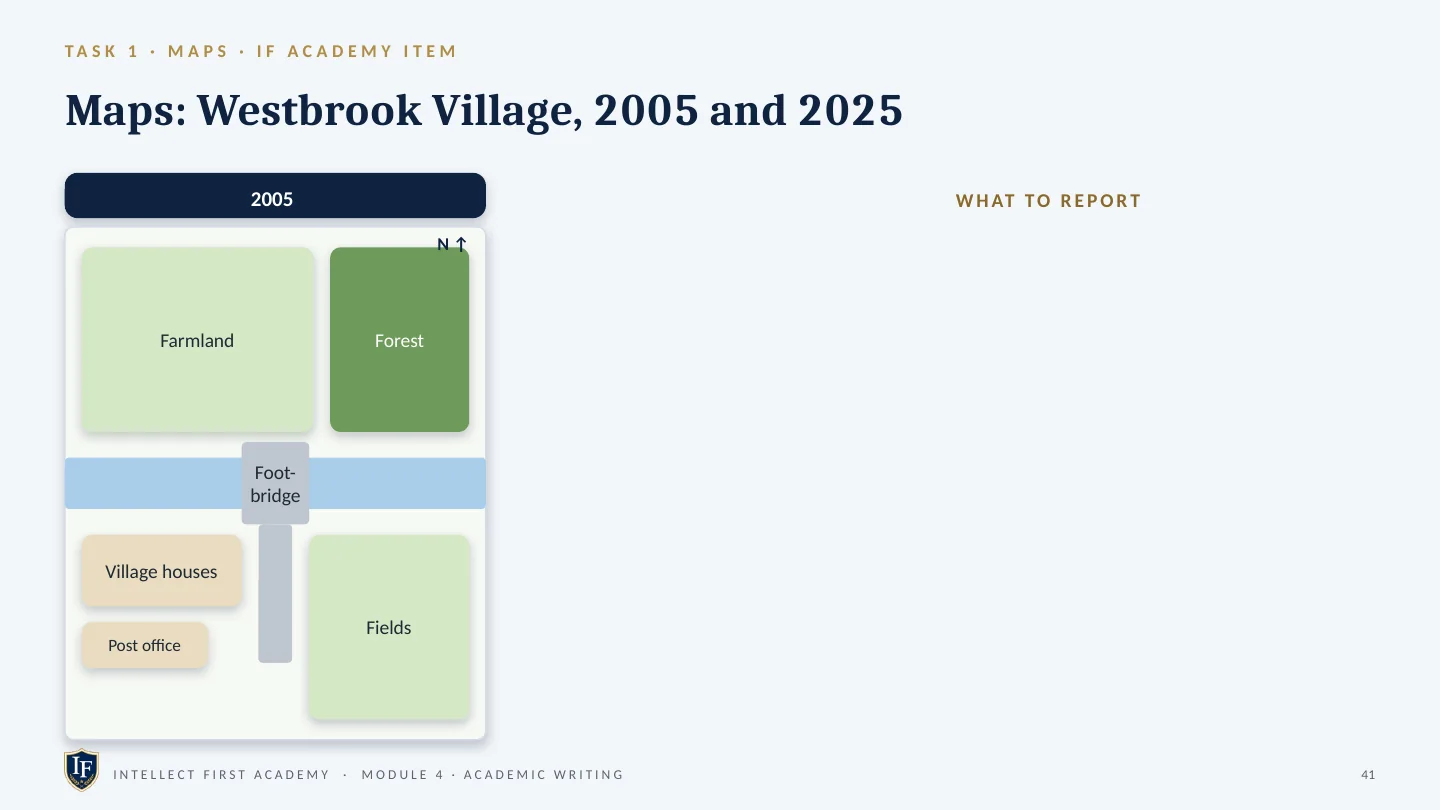 TASK 1 · MAPS · IF ACADEMY ITEM
Maps: Westbrook Village, 2005 and 2025
2005
WHAT TO REPORT
N ↑
Farmland
Forest
Foot-
bridge
Village houses
Fields
Post office
IF
INTELLECT FIRST ACADEMY · MODULE 4 · ACADEMIC WRITING
41